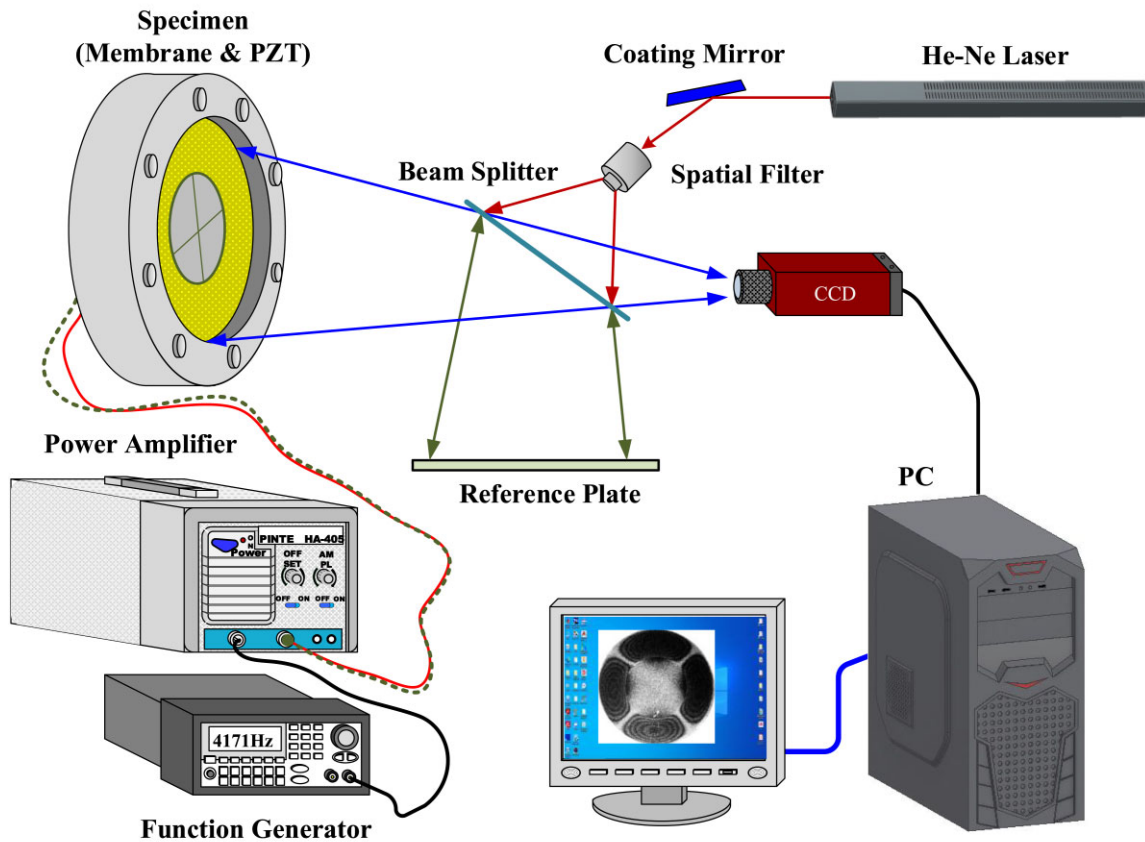 Specimen
(Membrane & PZT)
Coating Mirror
He-Ne Laser
Beam Splitter
Spatial Filter
CCD
Power Amplifier
Reference Plate
PC
PINTE HA-405
ON
Power
OFF
SET
AM
PL
OFF ON OFF ON
4171Hz
Function Generator